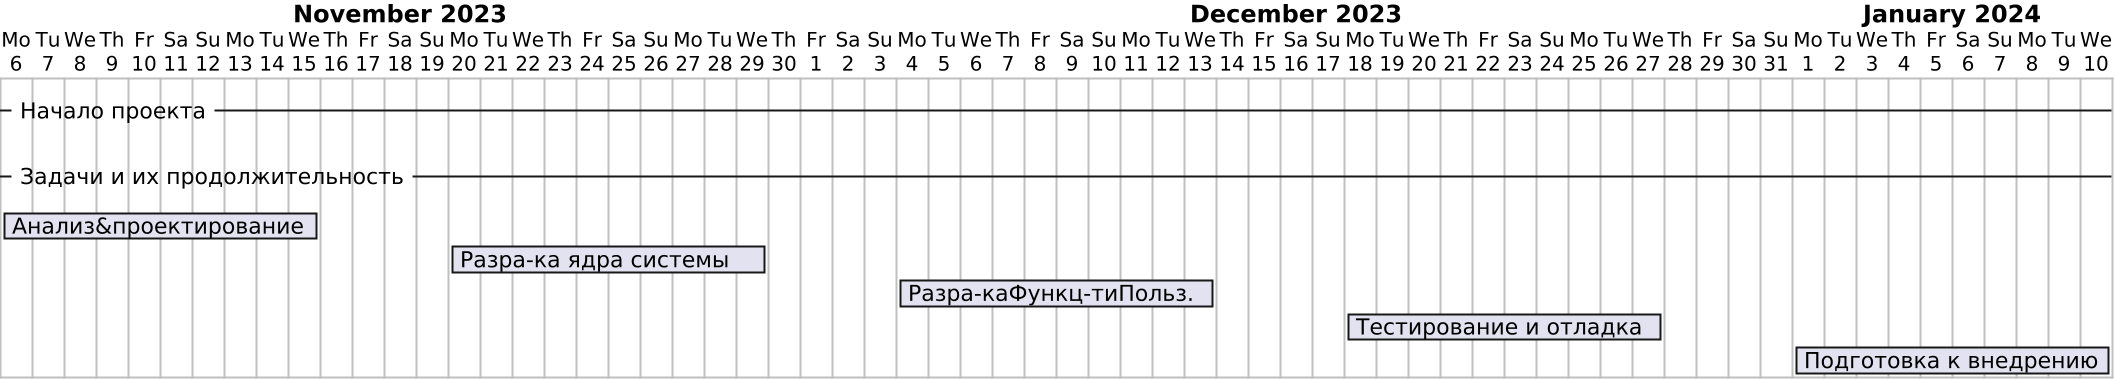 November 2023 December 2023 January 2024
Mo Tu We Th Fr Sa Su Mo Tu We Th Fr Sa Su Mo Tu We Th Fr Sa Su Mo Tu We Th Fr Sa Su Mo Tu We Th Fr Sa Su Mo Tu We Th Fr Sa Su Mo Tu We Th Fr Sa Su Mo Tu We Th Fr Sa Su Mo Tu We Th Fr Sa Su Mo Tu We
6 7 8 9 10 11 12 13 14 15 16 17 18 19 20 21 22 23 24 25 26 27 28 29 30 1 2 3 4 5 6 7 8 9 10 11 12 13 14 15 16 17 18 19 20 21 22 23 24 25 26 27 28 29 30 31 1 2 3 4 5 6 7 8 9 10
Начало проекта
Задачи и их продолжительность
Анализ&проектирование
Разра-ка ядра системы
Разра-каФункц-тиПольз.
Тестирование и отладка
Подготовка к внедрению